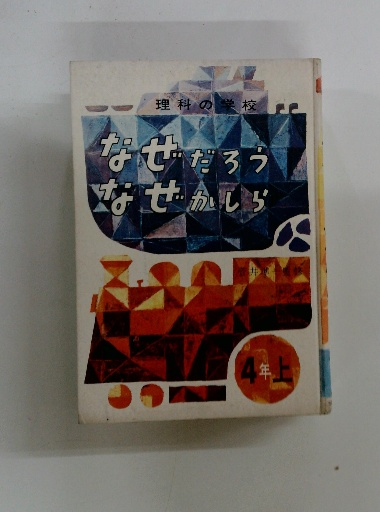 理科の学校
なぜだろう
なぜかしら
4年上